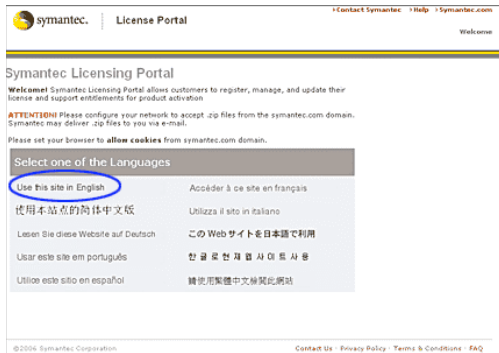 symantec.
License Portal
Contact Symantec Help Symantec.com
Welcome
Symantec Licensing Portal
Welcome! Symantec Licensing Portal allows customers to register, manage, and update their
license and support entitlements for product activation
ATTENTION! Please configure your network to accept .zip files from the symantec.com domain.
Symantec may deliver .zip files to you via e-mail.
Please set your browser to allow cookies from symantec.com domain.
Select one of the Languages
Use this site in English
Accéder à ce site en français
使用本站点的简体中文版
Utilizza il sito in italiano
Lesen Sie diese Website auf Deutsch
この Web サイトを日本語で利用
Usar este site em português
한글로 현재 웹 사이트 사용
Utilice este sitio en español
請使用繁體中文檢閱此網站
©2006 Symantec Corporation
Contact Us · Privacy Policy · Terms & Conditions · FAQ